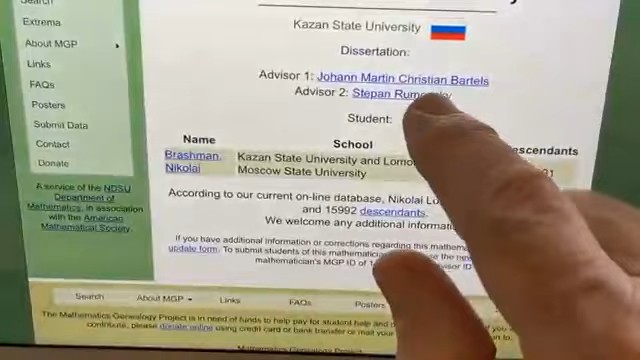 Search
Extrema
About MGP
Links
FAQs
Posters
Submit Data
Contact
Donate
A service of the NDSU
Department of
Mathematics, in association
with the American
Mathematical Society.
Kazan State University
Dissertation:
Advisor 1: Johann Martin Christian Bartels
Advisor 2: Stepan
Student:
Name School
Brashman, Nikolai Kazan State University and
Moscow State University
According to our current on-line database, Nikolai
and 15992 descendants.
We welcome any additional
If you have additional information or corrections regarding this
update form. To submit students of this
mathematician's MGP ID of
Search About MGP Links FAQs Posters
The Mathematics Genealogy Project is in need of funds to help pay for student help and
contribute, please donate online using credit card or bank transfer or mail your
Mathematics Genealogy Project